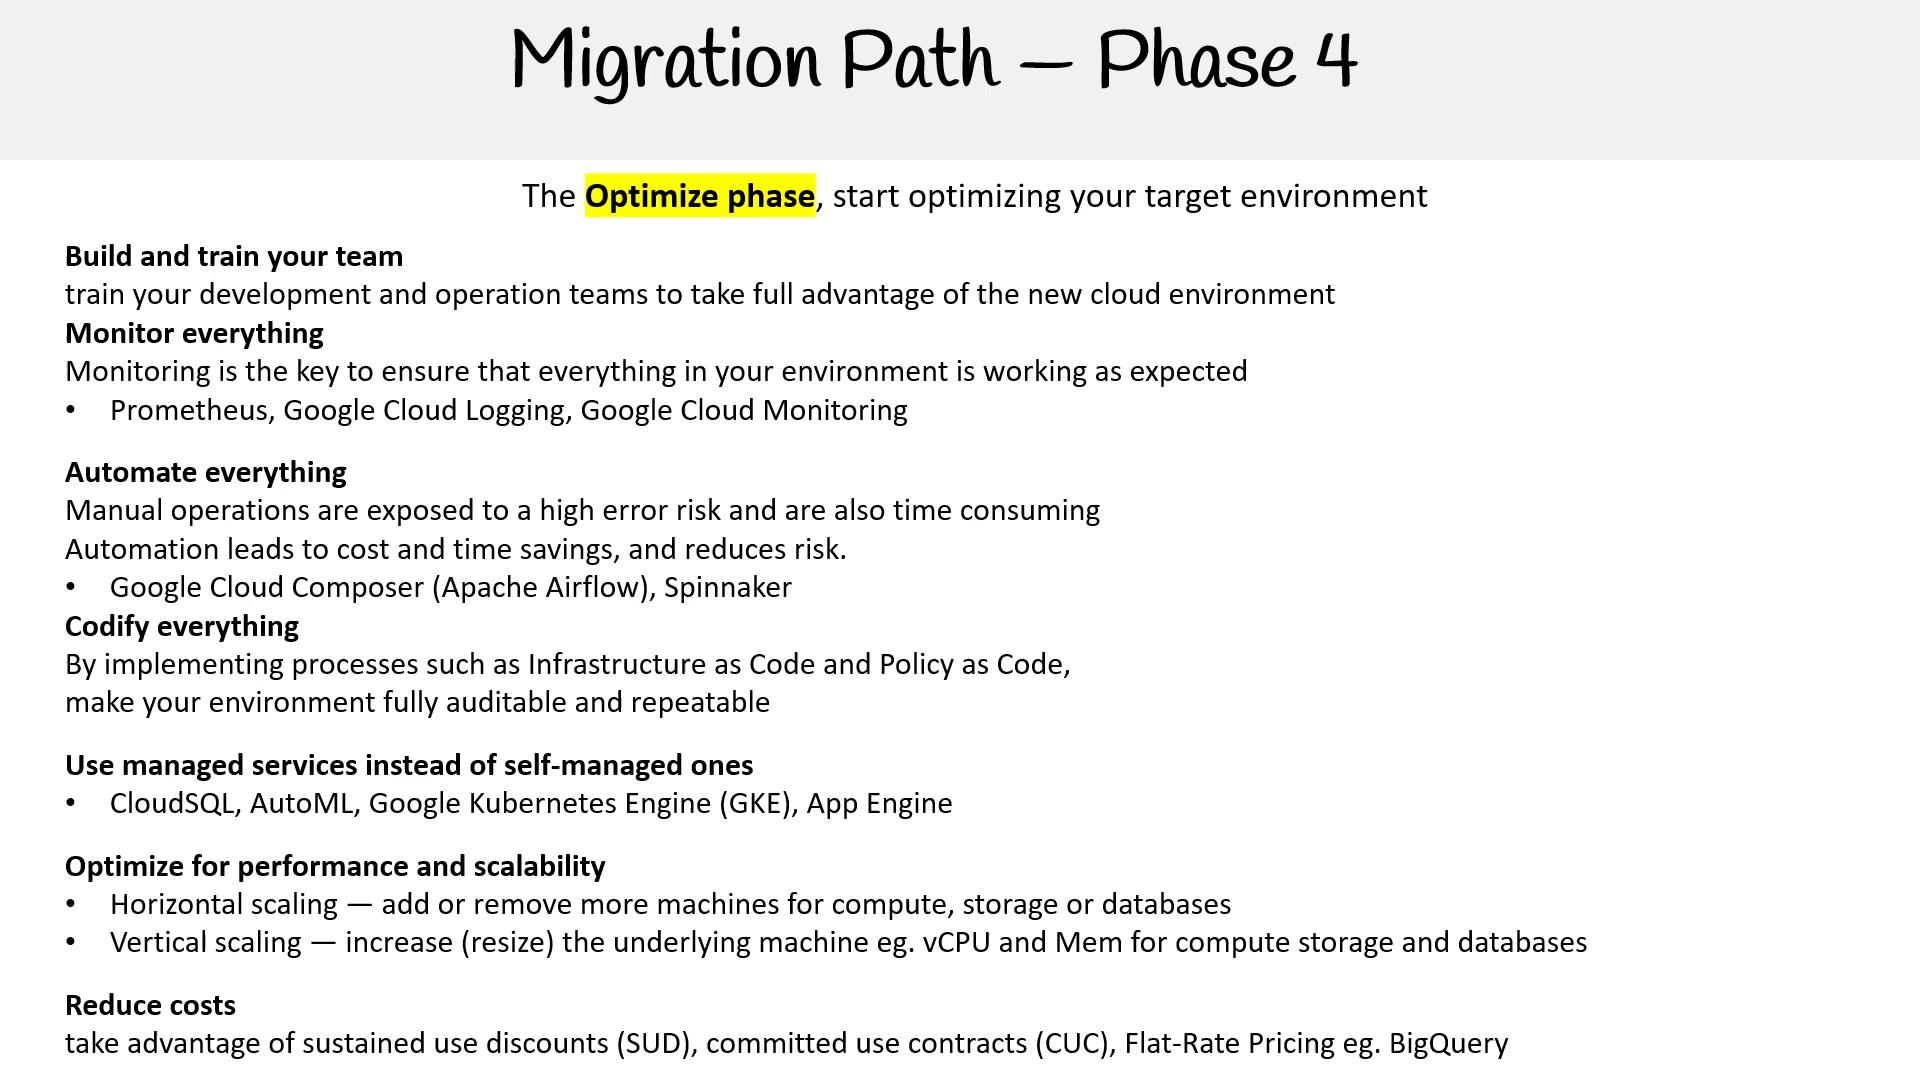 Migration Path – Phase 4
The Optimize phase, start optimizing your target environment
Build and train your team
train your development and operation teams to take full advantage of the new cloud environment
Monitor everything
Monitoring is the key to ensure that everything in your environment is working as expected
• Prometheus, Google Cloud Logging, Google Cloud Monitoring
Automate everything
Manual operations are exposed to a high error risk and are also time consuming
Automation leads to cost and time savings, and reduces risk.
• Google Cloud Composer (Apache Airflow), Spinnaker
Codify everything
By implementing processes such as Infrastructure as Code and Policy as Code,
make your environment fully auditable and repeatable
Use managed services instead of self-managed ones
• CloudSQL, AutoML, Google Kubernetes Engine (GKE), App Engine
Optimize for performance and scalability
• Horizontal scaling — add or remove more machines for compute, storage or databases
• Vertical scaling — increase (resize) the underlying machine eg. vCPU and Mem for compute storage and databases
Reduce costs
take advantage of sustained use discounts (SUD), committed use contracts (CUC), Flat-Rate Pricing eg. BigQuery